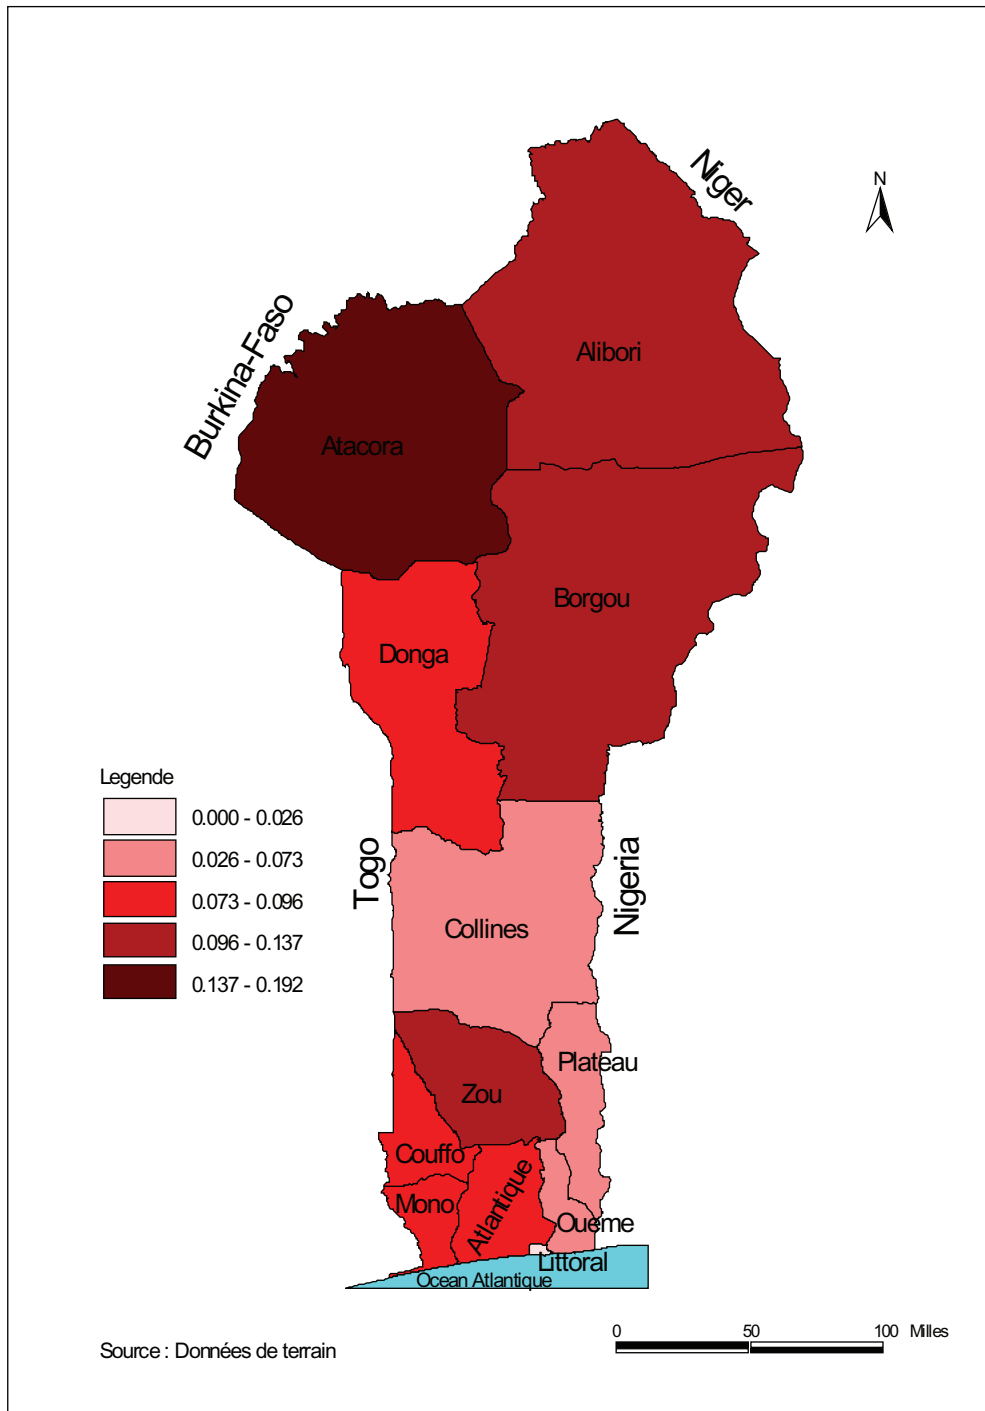 Niger
N
Burkina-Faso
Alibori
Atacora
Borgou
Donga
Legende
0.000 - 0.026
0.026 - 0.073
0.073 - 0.096
0.096 - 0.137
0.137 - 0.192
Togo
Nigeria
Collines
Plateau
Zou
Couffo
Mono
Atlantique
Oueme
Littoral
Ocean Atlantique
0 50 100 Milles
Source : Données de terrain